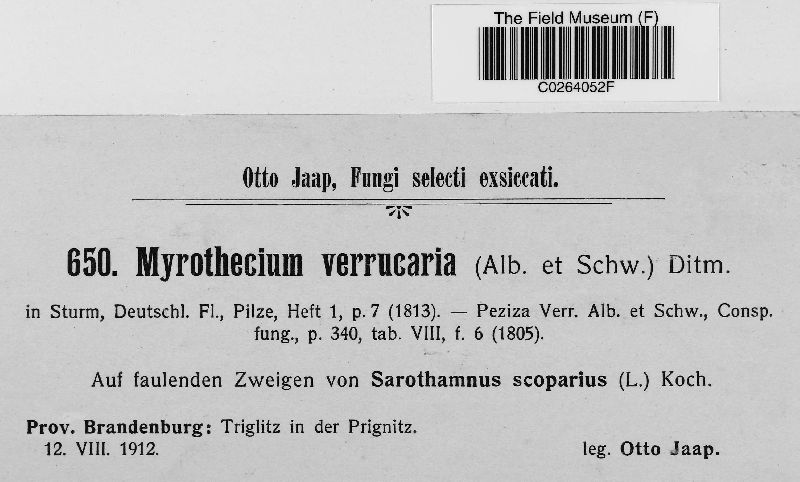 The Field Museum (F)
C0264052F
Otto Jaap, Fungi selecti exsiccati.
650. Myrothecium verrucaria (Alb. et Schw.) Ditm.
in Sturm, Deutschl. Fl., Pilze, Heft 1, p. 7 (1813). — Peziza Verr. Alb. et Schw., Consp.
fung., p. 340, tab. VIII, f. 6 (1805).
Auf faulenden Zweigen von Sarothamnus scoparius (L.) Koch.
Prov. Brandenburg: Triglitz in der Prignitz.
12. VIII. 1912.
leg. Otto Jaap.